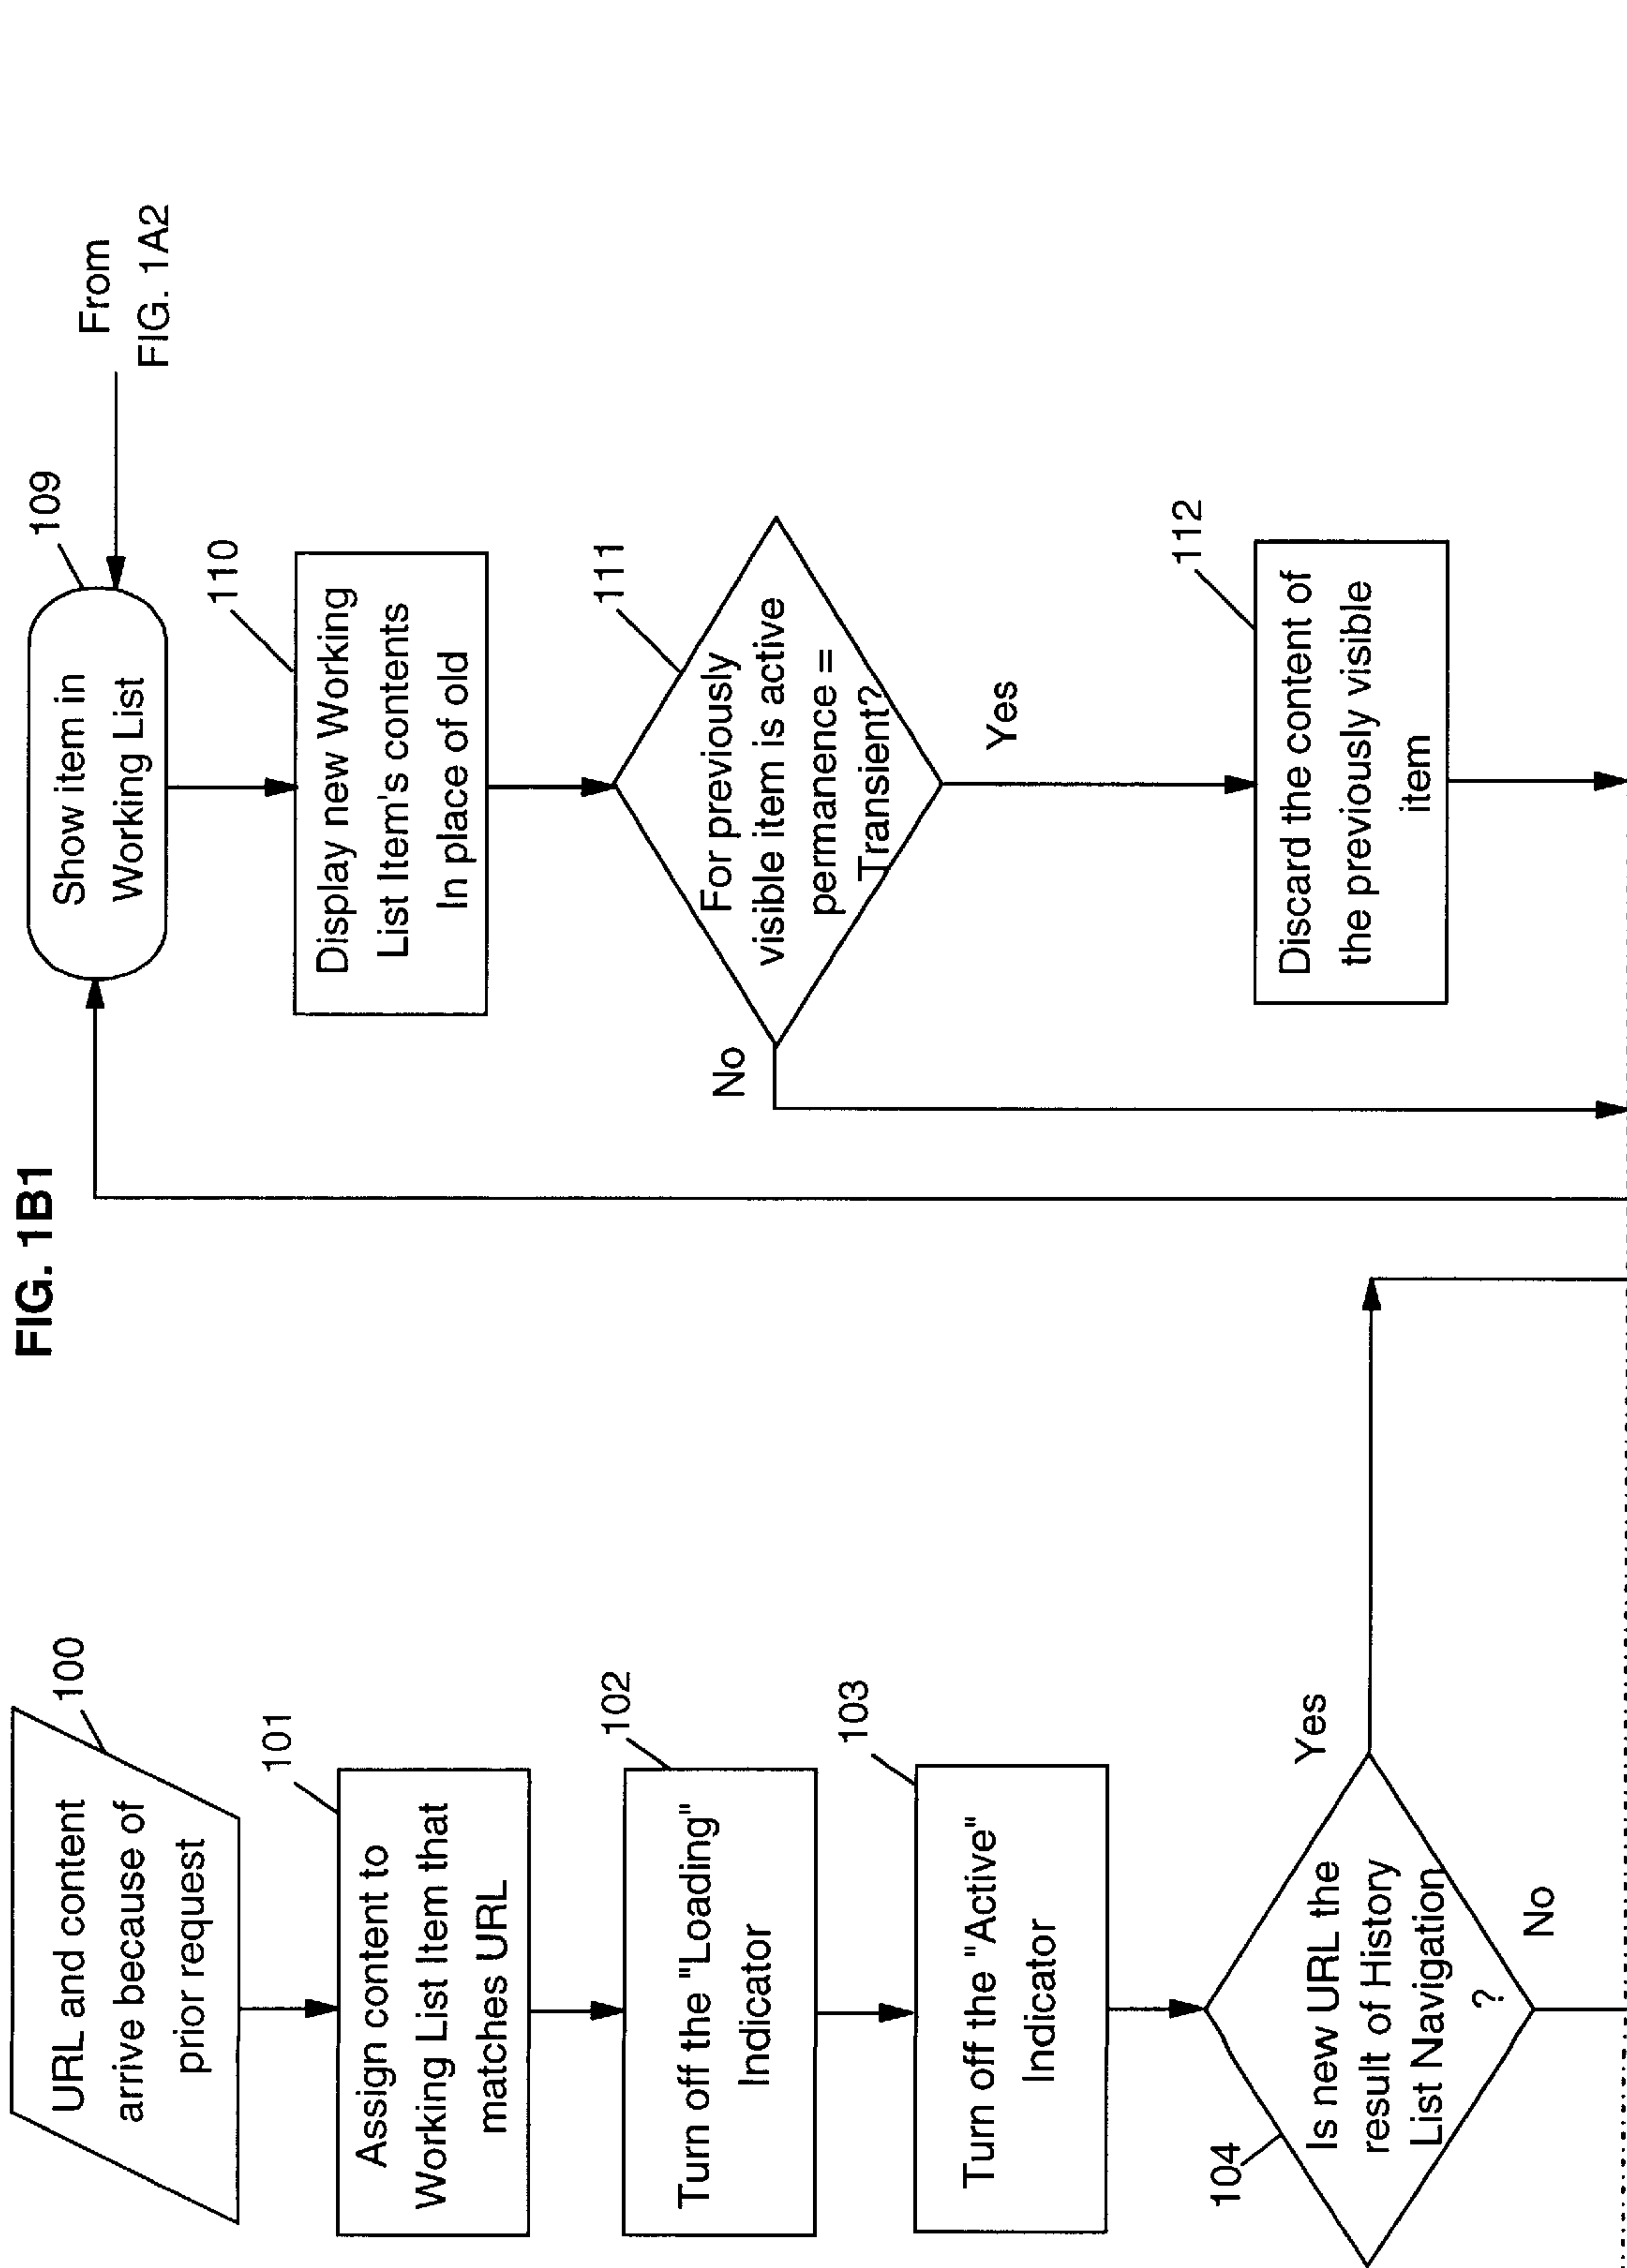 FIG. 1B1
100
URL and content
arrive because of
prior request
101
Assign content to
Working List Item that
matches URL
102
Turn off the "Loading"
Indicator
103
Turn off the "Active"
Indicator
104
Is new URL the
result of History
List Navigation
?
Yes
No
From
FIG. 1A2
109
Show item in
Working List
110
Display new Working
List Item's contents
In place of old
111
For previously
visible item is active
permanence =
Transient?
No
Yes
112
Discard the content of
the previously visible
item